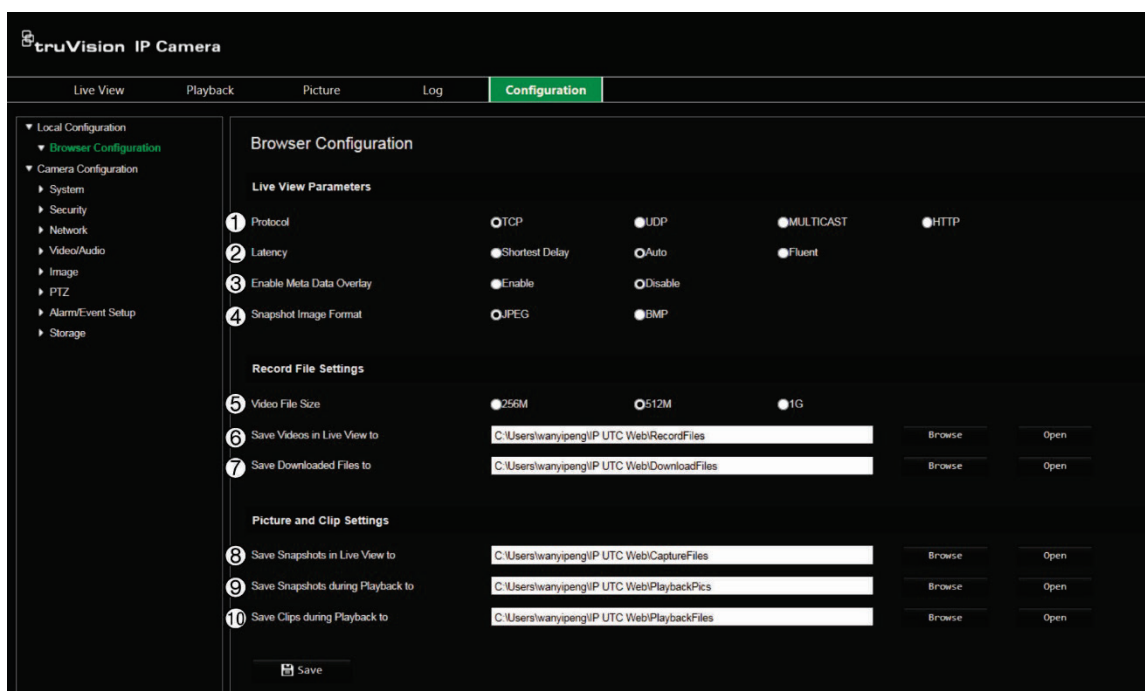 truVision IP Camera
Live View Playback Picture Log Configuration
Local Configuration
Browser Configuration
Camera Configuration
System
Security
Network
Video/Audio
Image
PTZ
Alarm/Event Setup
Storage
Browser Configuration
Live View Parameters
1 Protocol TCP UDP MULTICAST HTTP
2 Latency Shortest Delay Auto Fluent
3 Enable Meta Data Overlay Enable Disable
4 Snapshot Image Format JPEG BMP
Record File Settings
5 Video File Size 256M 512M 1G
6 Save Videos in Live View to C:\Users\wanyipeng\IP UTC Web\RecordFiles Browse Open
7 Save Downloaded Files to C:\Users\wanyipeng\IP UTC Web\DownloadFiles Browse Open
Picture and Clip Settings
8 Save Snapshots in Live View to C:\Users\wanyipeng\IP UTC Web\CaptureFiles Browse Open
9 Save Snapshots during Playback to C:\Users\wanyipeng\IP UTC Web\PlaybackPics Browse Open
10 Save Clips during Playback to C:\Users\wanyipeng\IP UTC Web\PlaybackFiles Browse Open
Save